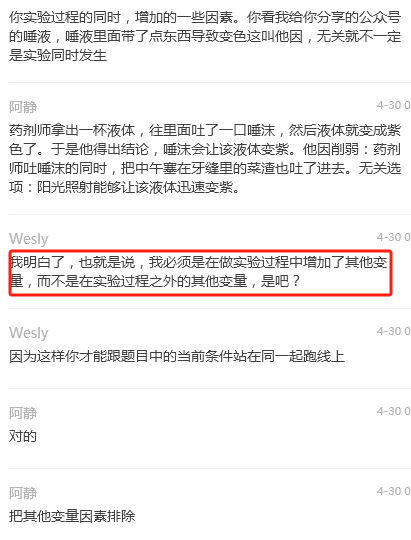 你实验过程的同时，增加的一些因素。你看我给你分享的公众号
的唾液，唾液里面带了点东西导致变色这叫他因，无关就不一定
是实验同时发生
阿静
4-30 0
药剂师拿出一杯液体，往里面吐了一口唾沫，然后液体就变成紫
色了。于是他得出结论，唾沫会让该液体变紫。他因削弱：药剂
师吐唾沫的同时，把中午塞在牙缝里的菜渣也吐了进去。无关选
项：阳光照射能够让该液体迅速变紫。
Wesly
4-30 0
我明白了，也就是说，我必须是在做实验过程中增加了其他变
量，而不是在实验过程之外的其他变量，是吧？
Wesly
4-30 0
因为这样你才能跟题目中的当前条件站在同一起跑线上
阿静
4-30 0
对的
阿静
4-30 0
把其他变量因素排除